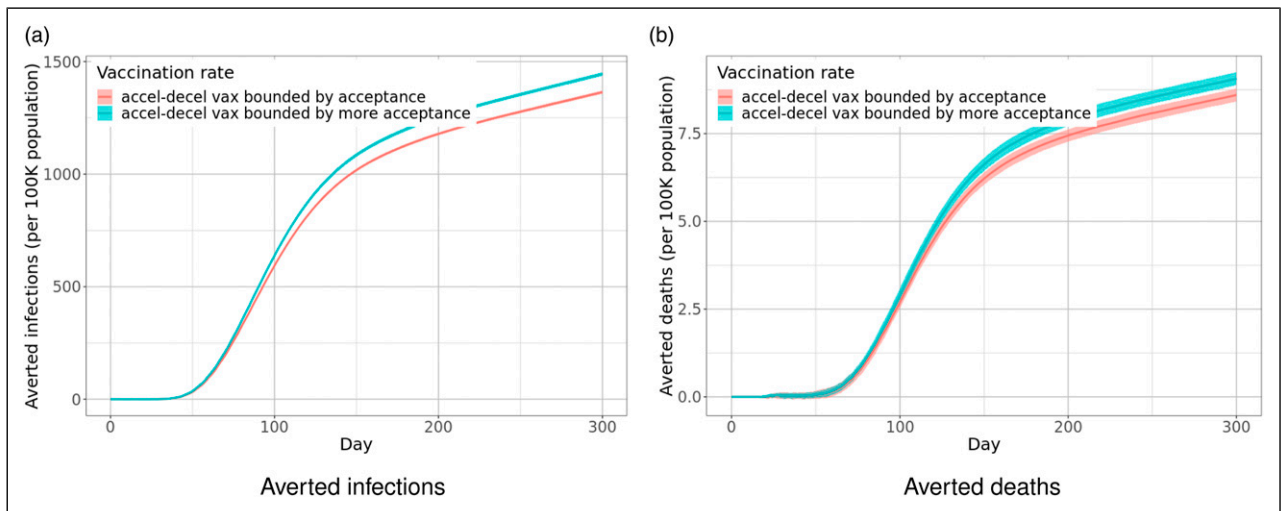 (a)
Vaccination rate
accel-decel vax bounded by acceptance
accel-decel vax bounded by more acceptance
Averted infections (per 100K population)
1500
1000
500
0
0 100 200 300
Day
Averted infections
(b)
Vaccination rate
accel-decel vax bounded by acceptance
accel-decel vax bounded by more acceptance
Averted deaths (per 100K population)
7.5
5.0
2.5
0.0
0 100 200 300
Day
Averted deaths